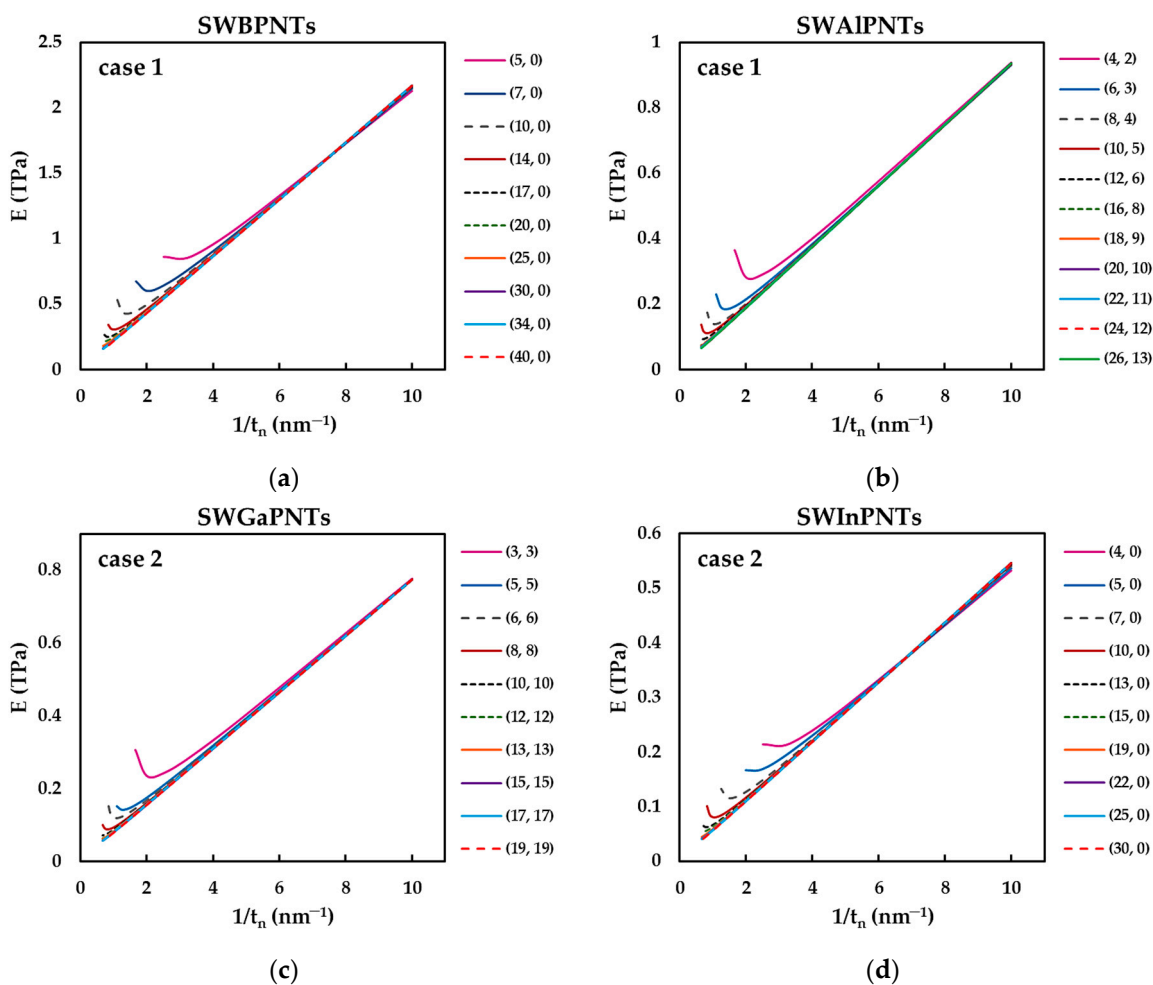 SWBPNTs
case 1
E (TPa)
2.5
2
1.5
1
0.5
0
0 2 4 6 8 10
1/tₙ (nm⁻¹)
(5, 0)
(7, 0)
(10, 0)
(14, 0)
(17, 0)
(20, 0)
(25, 0)
(30, 0)
(34, 0)
(40, 0)
(a)
SWAlPNTs
case 1
E (TPa)
1
0.8
0.6
0.4
0.2
0
0 2 4 6 8 10
1/tₙ (nm⁻¹)
(4, 2)
(6, 3)
(8, 4)
(10, 5)
(12, 6)
(16, 8)
(18, 9)
(20, 10)
(22, 11)
(24, 12)
(26, 13)
(b)
SWGaPNTs
case 2
E (TPa)
0.8
0.6
0.4
0.2
0
0 2 4 6 8 10
1/tₙ (nm⁻¹)
(3, 3)
(5, 5)
(6, 6)
(8, 8)
(10, 10)
(12, 12)
(13, 13)
(15, 15)
(17, 17)
(19, 19)
(c)
SWInPNTs
case 2
E (TPa)
0.6
0.5
0.4
0.3
0.2
0.1
0
0 2 4 6 8 10
1/tₙ (nm⁻¹)
(4, 0)
(5, 0)
(7, 0)
(10, 0)
(13, 0)
(15, 0)
(19, 0)
(22, 0)
(25, 0)
(30, 0)
(d)